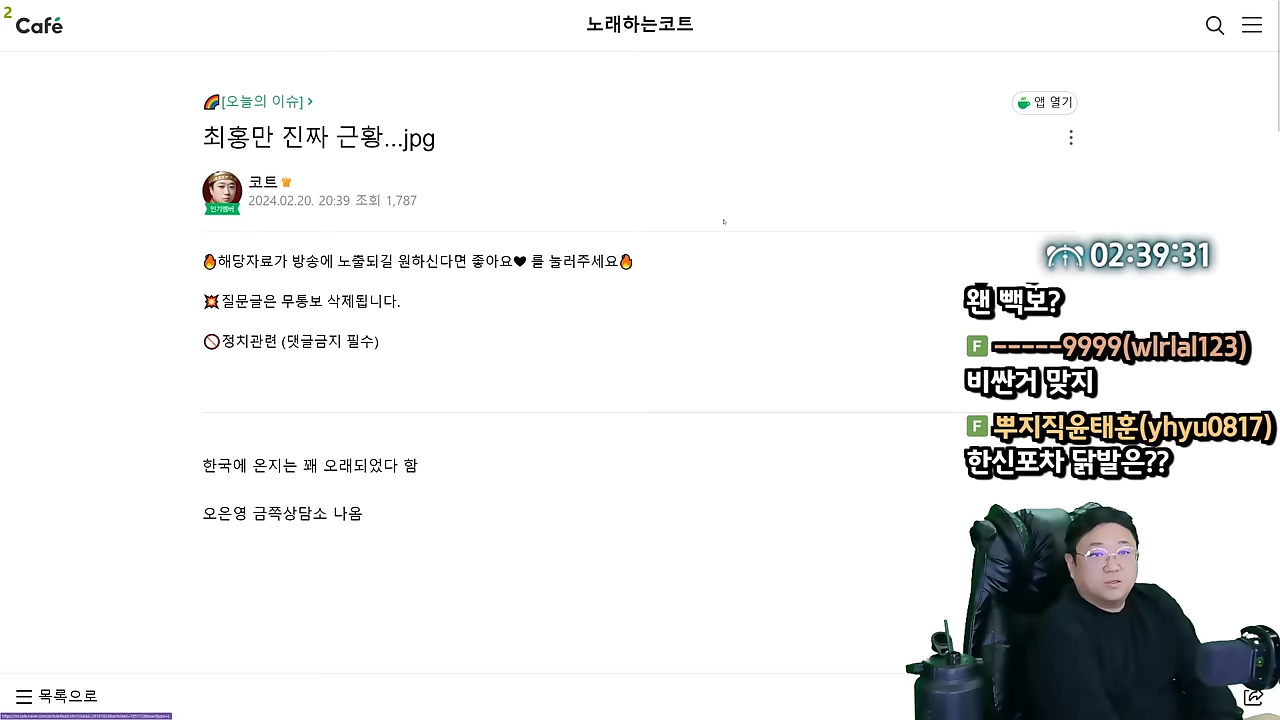 2
Café
노래하는코트
[오늘의 이슈] >
앱 열기
최홍만 진짜 근황...jpg
코트
인기멤버
2024.02.20. 20:39 조회 1,787
🔥해당자료가 방송에 노출되길 원하신다면 좋아요🖤 를 눌러주세요🔥
💥질문글은 무통보 삭제됩니다.
🚫정치관련 (댓글금지 필수)
02:39:31
왠 빽보?
F -----9999(wlrlal123)
비싼거 맞지
F 뿌지직윤태훈(yhyu0817)
한신포차 닭발은??
한국에 온지는 꽤 오래되었다 함
오은영 금쪽상담소 나옴
목록으로